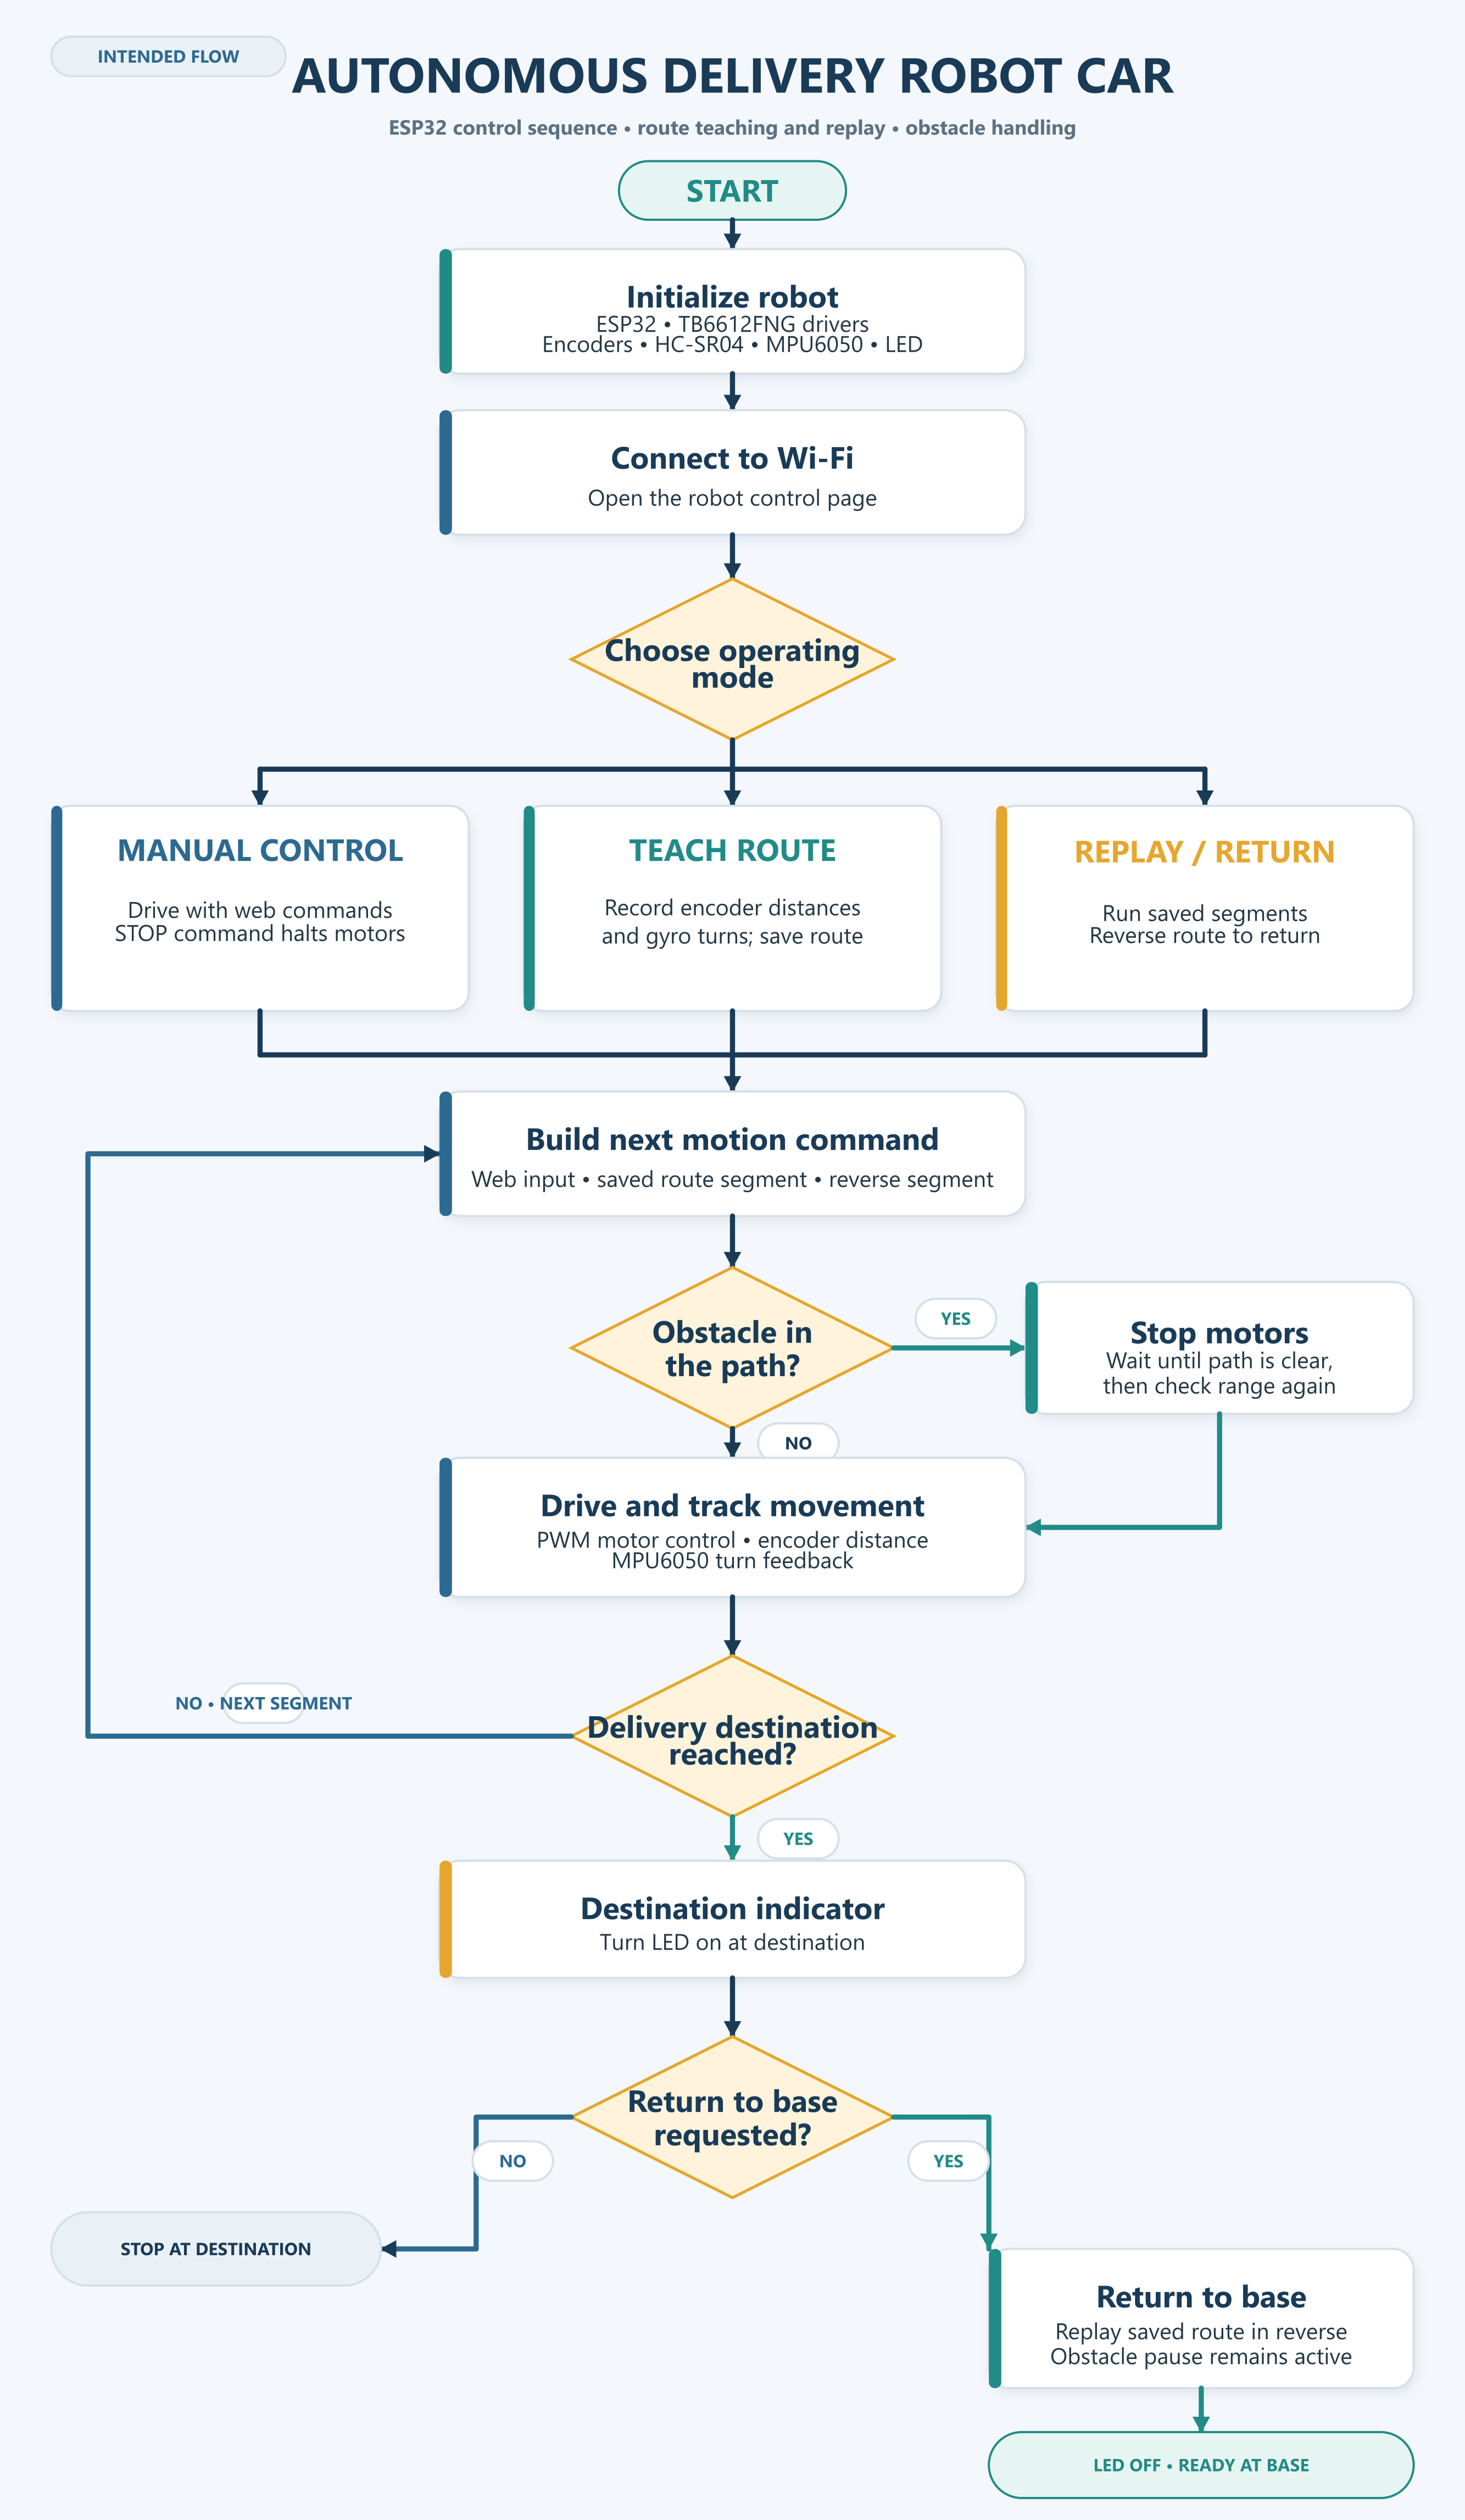 INTENDED FLOW
AUTONOMOUS DELIVERY ROBOT CAR
ESP32 control sequence • route teaching and replay • obstacle handling
START
Initialize robot
ESP32 • TB6612FNG drivers
Encoders • HC-SR04 • MPU6050 • LED
Connect to Wi-Fi
Open the robot control page
Choose operating
mode
MANUAL CONTROL
Drive with web commands
STOP command halts motors
TEACH ROUTE
Record encoder distances
and gyro turns; save route
REPLAY / RETURN
Run saved segments
Reverse route to return
Build next motion command
Web input • saved route segment • reverse segment
Obstacle in
the path?
YES
Stop motors
Wait until path is clear,
then check range again
NO
Drive and track movement
PWM motor control • encoder distance
MPU6050 turn feedback
NO • NEXT SEGMENT
Delivery destination
reached?
YES
Destination indicator
Turn LED on at destination
Return to base
requested?
NO
YES
STOP AT DESTINATION
Return to base
Replay saved route in reverse
Obstacle pause remains active
LED OFF • READY AT BASE